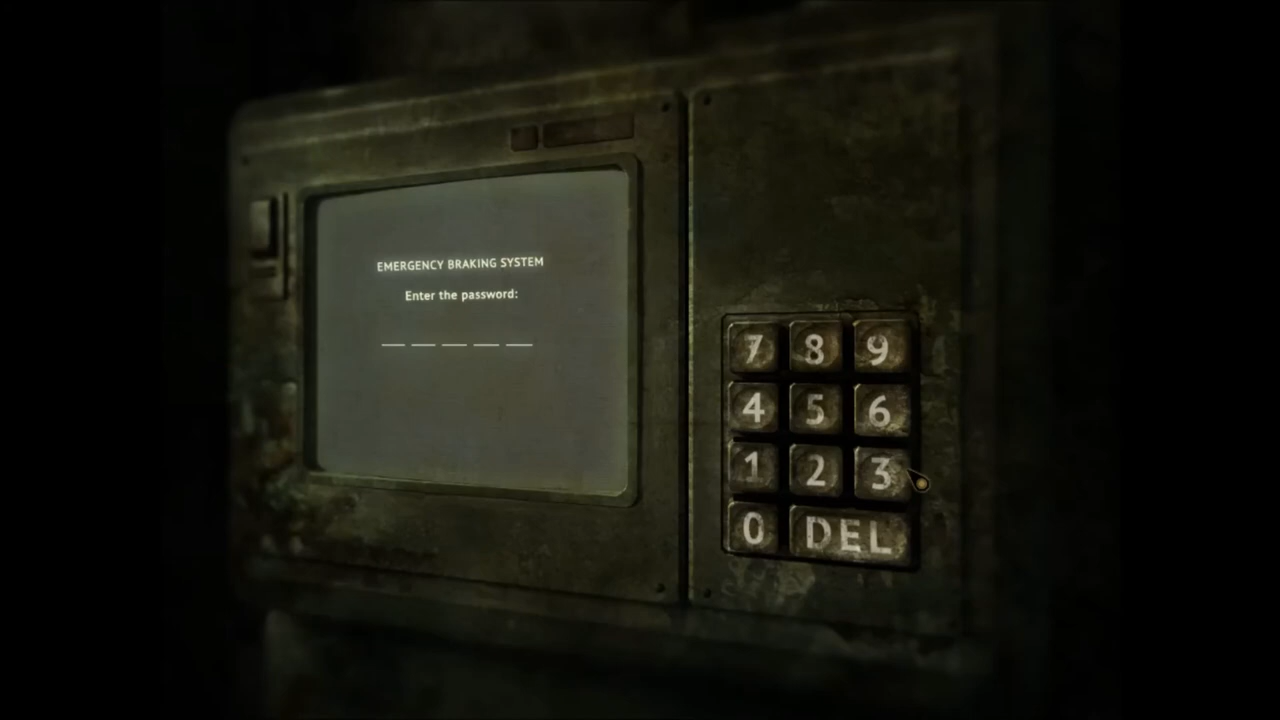 EMERGENCY BRAKING SYSTEM
Enter the password:
7 8 9
4 5 6
1 2 3
0 DEL